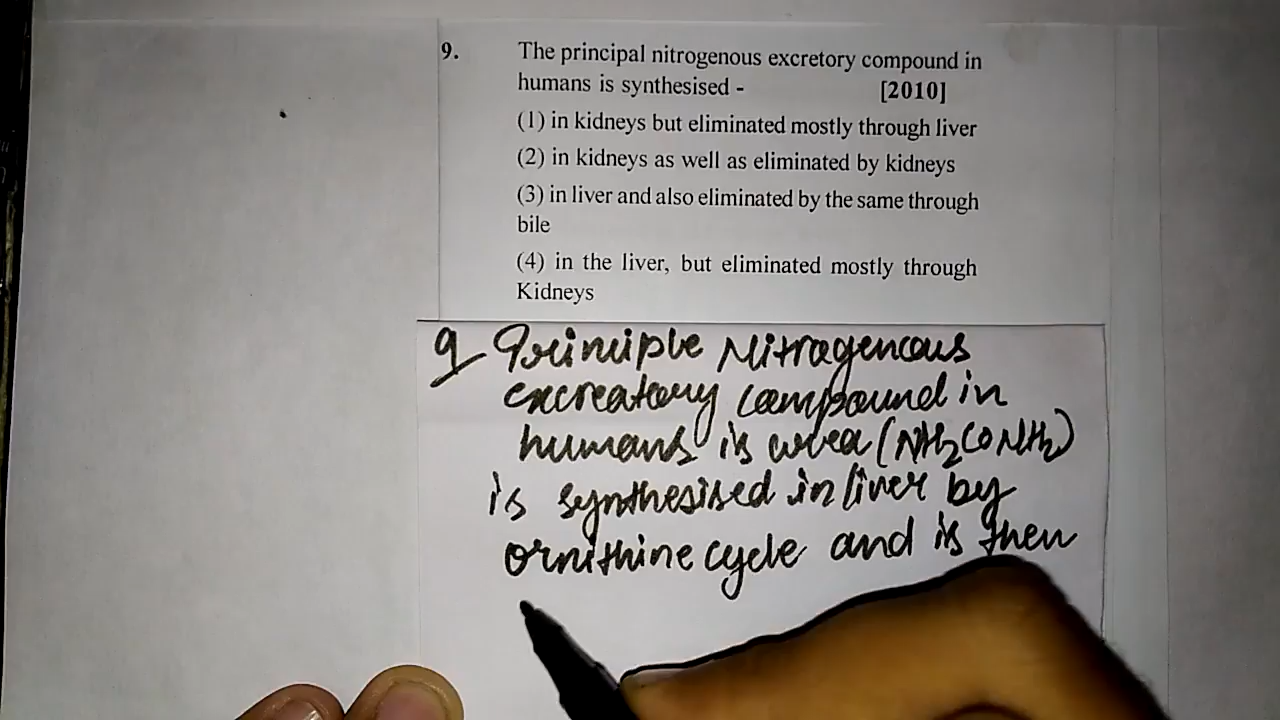 9. The principal nitrogenous excretory compound in
humans is synthesised - [2010]
(1) in kidneys but eliminated mostly through liver
(2) in kidneys as well as eliminated by kidneys
(3) in liver and also eliminated by the same through
bile
(4) in the liver, but eliminated mostly through
Kidneys
9 Principle Nitrogenous
excreatory compound in
humans is urea (NH2CONH2)
is synthesised in liver by
ornithine cycle and is then